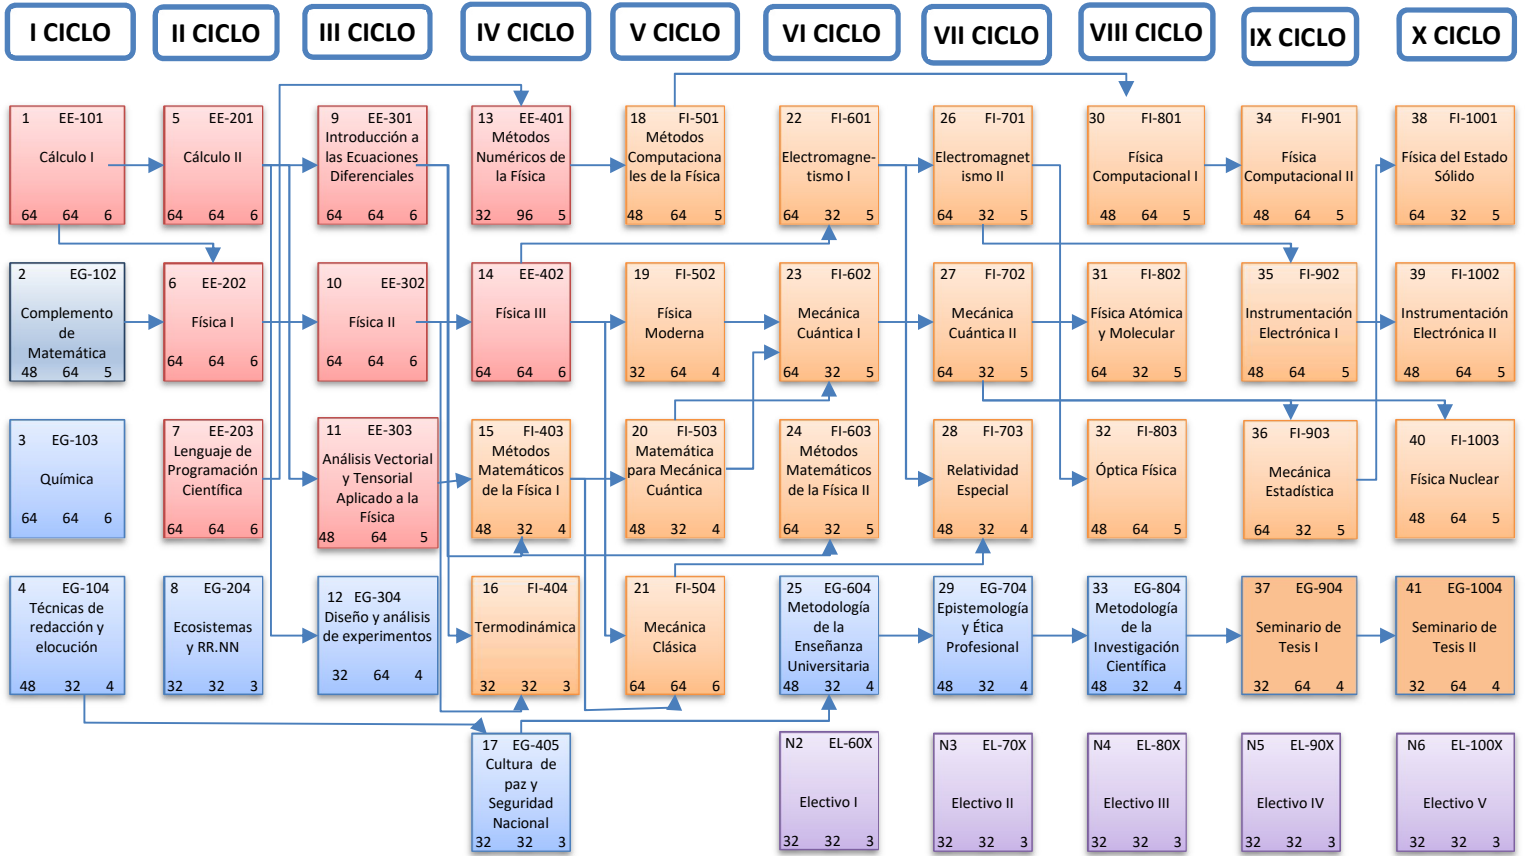 I CICLO II CICLO III CICLO IV CICLO V CICLO VI CICLO VII CICLO VIII CICLO IX CICLO X CICLO
1 EE-101
Cálculo I
64 64 6
5 EE-201
Cálculo II
64 64 6
9 EE-301
Introducción a
las Ecuaciones
Diferenciales
64 64 6
13 EE-401
Métodos
Numéricos de
la Física
32 96 5
18 FI-501
Métodos
Computaciona
les de la Física
48 64 5
22 FI-601
Electromagne-
tismo I
64 32 5
26 FI-701
Electromagnet
ismo II
64 32 5
30 FI-801
Física
Computacional I
48 64 5
34 FI-901
Física
Computacional II
48 64 5
38 FI-1001
Física del Estado
Sólido
64 32 5
2 EG-102
Complemento
de
Matemática
48 64 5
6 EE-202
Física I
64 64 6
10 EE-302
Física II
64 64 6
14 EE-402
Física III
64 64 6
19 FI-502
Física
Moderna
32 64 4
23 FI-602
Mecánica
Cuántica I
64 32 5
27 FI-702
Mecánica
Cuántica II
64 32 5
31 FI-802
Física Atómica
y Molecular
64 32 5
35 FI-902
Instrumentación
Electrónica I
48 64 5
39 FI-1002
Instrumentación
Electrónica II
48 64 5
3 EG-103
Química
64 64 6
7 EE-203
Lenguaje de
Programación
Científica
64 64 6
11 EE-303
Análisis Vectorial
y Tensorial
Aplicado a la
Física
48 64 5
15 FI-403
Métodos
Matemáticos
de la Física I
48 32 4
20 FI-503
Matemática
para Mecánica
Cuántica
48 32 4
24 FI-603
Métodos
Matemáticos
de la Física II
64 32 5
28 FI-703
Relatividad
Especial
48 32 4
32 FI-803
Óptica Física
48 64 5
36 FI-903
Mecánica
Estadística
64 32 5
40 FI-1003
Física Nuclear
48 64 5
4 EG-104
Técnicas de
redacción y
elocución
48 32 4
8 EG-204
Ecosistemas
y RR.NN
32 32 3
12 EG-304
Diseño y análisis
de experimentos
32 64 4
16 FI-404
Termodinámica
32 32 3
21 FI-504
Mecánica
Clásica
64 64 6
25 EG-604
Metodología
de la
Enseñanza
Universitaria
48 32 4
29 EG-704
Epistemología
y Ética
Profesional
48 32 4
33 EG-804
Metodología
de la
Investigación
Científica
48 32 4
37 EG-904
Seminario de
Tesis I
32 64 4
41 EG-1004
Seminario de
Tesis II
32 64 4
17 EG-405
Cultura de
paz y
Seguridad
Nacional
32 32 3
N2 EL-60X
Electivo I
32 32 3
N3 EL-70X
Electivo II
32 32 3
N4 EL-80X
Electivo III
32 32 3
N5 EL-90X
Electivo IV
32 32 3
N6 EL-100X
Electivo V
32 32 3